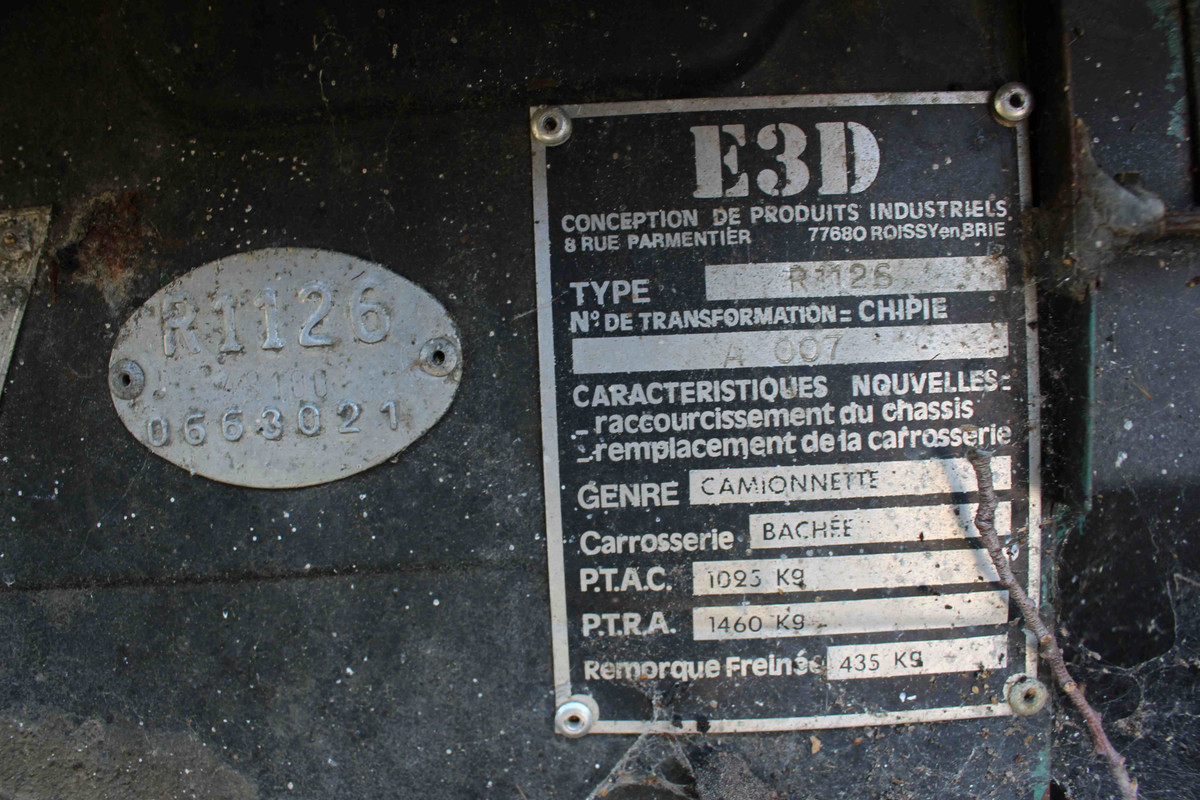 R1126
0663021
E3D
CONCEPTION DE PRODUITS INDUSTRIELS
8 RUE PARMENTIER 77680 ROISSY en BRIE
TYPE R1126
N° DE TRANSFORMATION = CHIPIE
A 007
CARACTERISTIQUES NOUVELLES:
_ raccourcissement du chassis
_ remplacement de la carrosserie
GENRE CAMIONNETTE
Carrosserie BACHÉE
P.T.A.C. 1025 Kg
P.T.R.A. 1460 Kg
Remorque Freinée 435 Kg